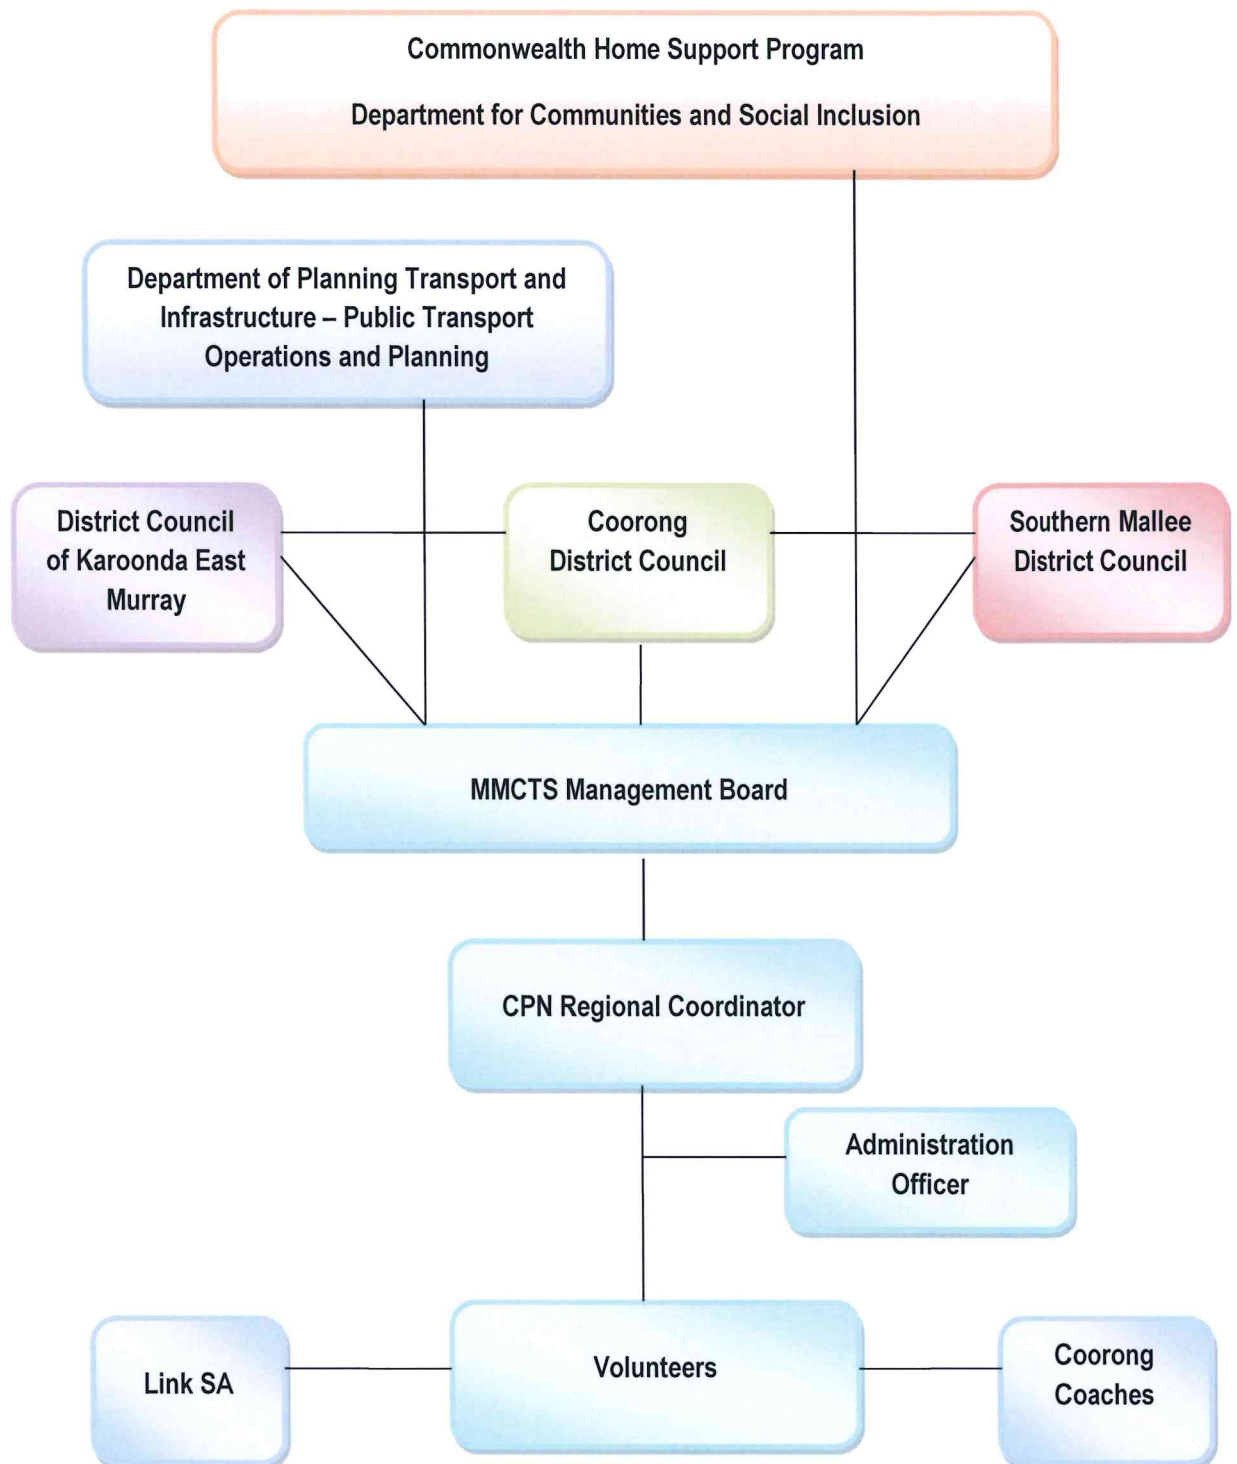 Commonwealth Home Support Program
Department for Communities and Social Inclusion
Department of Planning Transport and
Infrastructure – Public Transport
Operations and Planning
District Council
of Karoonda East
Murray
Coorong
District Council
Southern Mallee
District Council
MMCTS Management Board
CPN Regional Coordinator
Administration
Officer
Link SA
Volunteers
Coorong
Coaches